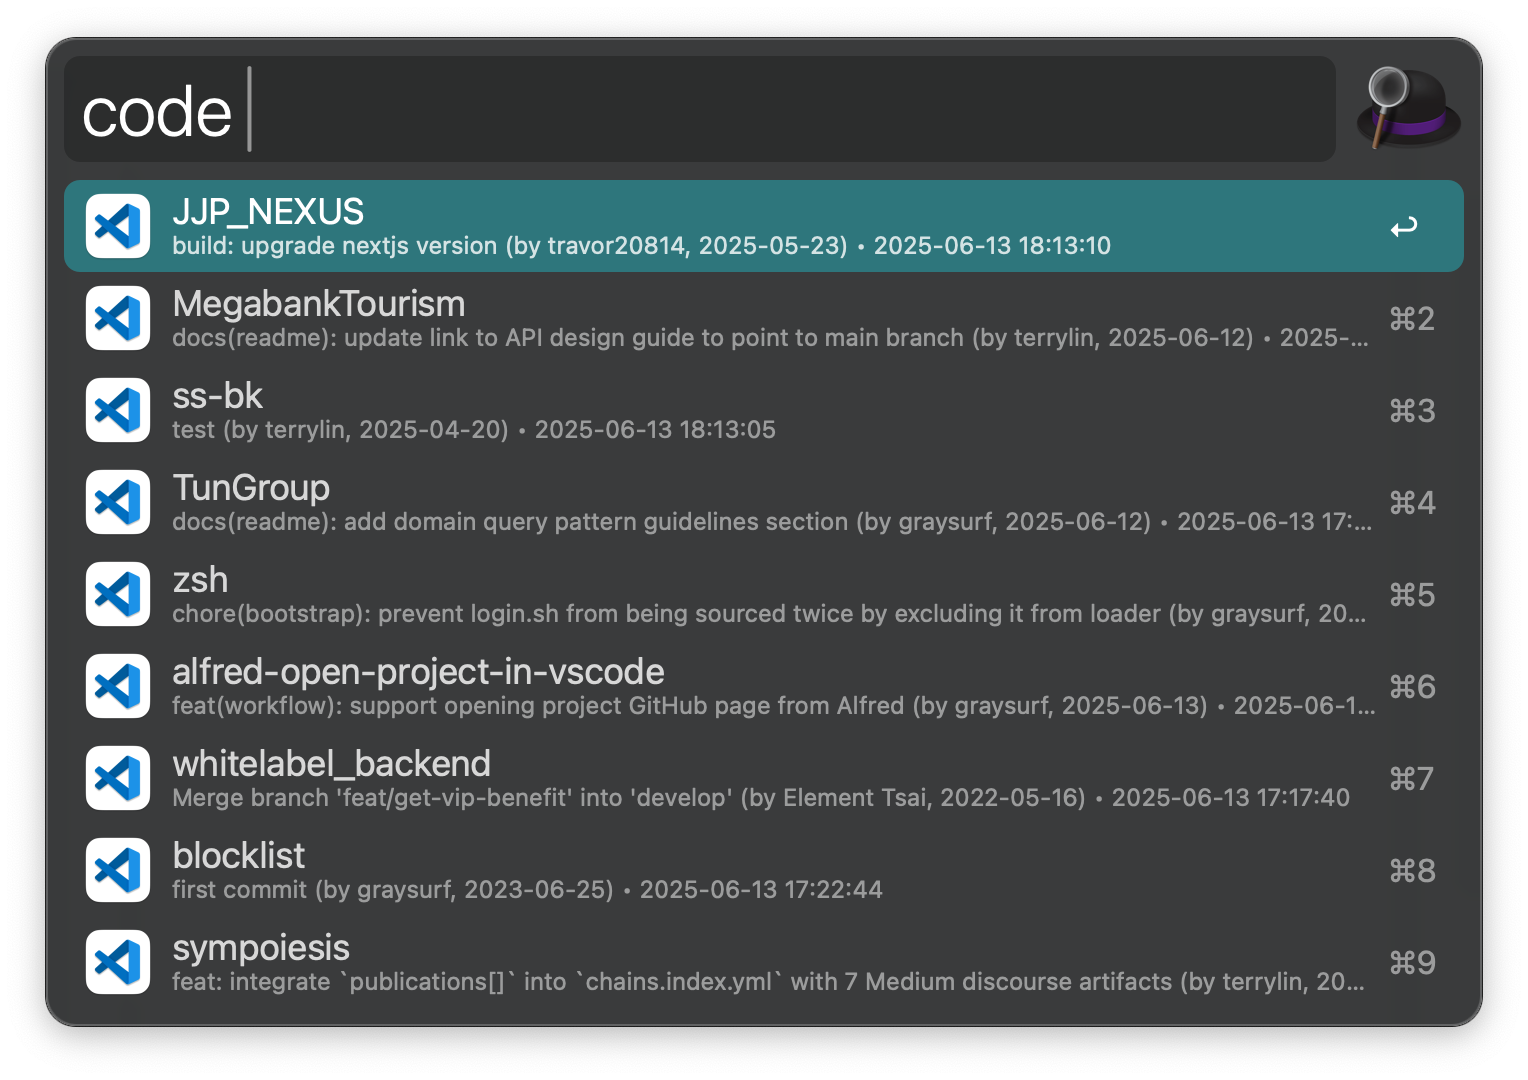 code
JJP_NEXUS
build: upgrade nextjs version (by travor20814, 2025-05-23) • 2025-06-13 18:13:10
MegabankTourism
docs(readme): update link to API design guide to point to main branch (by terrylin, 2025-06-12) • 2025-...
⌘2
ss-bk
test (by terrylin, 2025-04-20) • 2025-06-13 18:13:05
⌘3
TunGroup
docs(readme): add domain query pattern guidelines section (by graysurf, 2025-06-12) • 2025-06-13 17:...
⌘4
zsh
chore(bootstrap): prevent login.sh from being sourced twice by excluding it from loader (by graysurf, 20...
⌘5
alfred-open-project-in-vscode
feat(workflow): support opening project GitHub page from Alfred (by graysurf, 2025-06-13) • 2025-06-1...
⌘6
whitelabel_backend
Merge branch 'feat/get-vip-benefit' into 'develop' (by Element Tsai, 2022-05-16) • 2025-06-13 17:17:40
⌘7
blocklist
first commit (by graysurf, 2023-06-25) • 2025-06-13 17:22:44
⌘8
sympoiesis
feat: integrate `publications[]` into `chains.index.yml` with 7 Medium discourse artifacts (by terrylin, 20...
⌘9